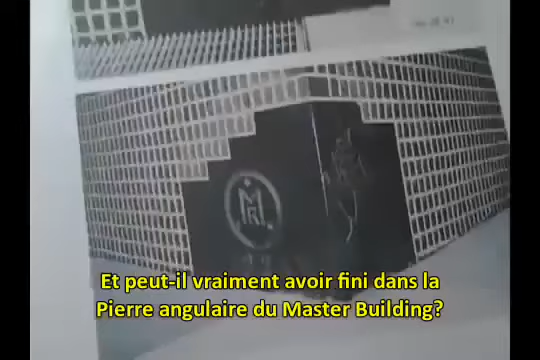 Et peut-il vraiment avoir fini dans la
Pierre angulaire du Master Building?